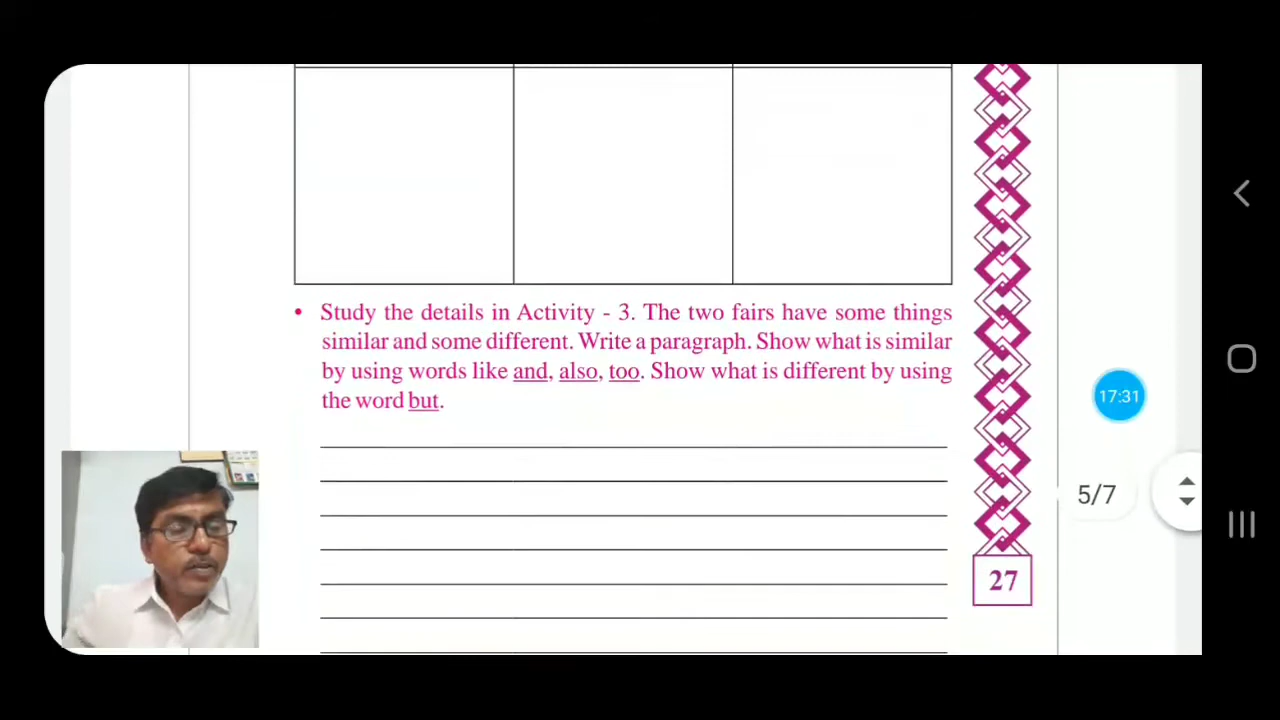 • Study the details in Activity - 3. The two fairs have some things
similar and some different. Write a paragraph. Show what is similar
by using words like and, also, too. Show what is different by using
the word but.
17:31
5/7
27